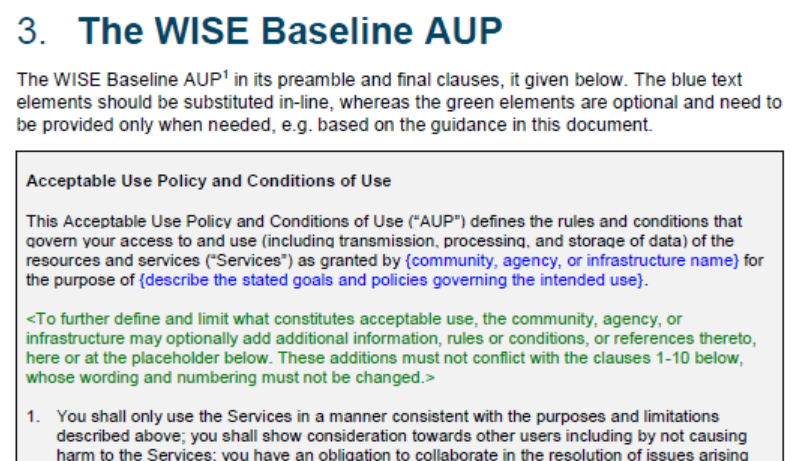 3. The WISE Baseline AUP
The WISE Baseline AUP¹ in its preamble and final clauses, it given below. The blue text
elements should be substituted in-line, whereas the green elements are optional and need to
be provided only when needed, e.g. based on the guidance in this document.
Acceptable Use Policy and Conditions of Use
This Acceptable Use Policy and Conditions of Use (“AUP”) defines the rules and conditions that
govern your access to and use (including transmission, processing, and storage of data) of the
resources and services (“Services”) as granted by {community, agency, or infrastructure name} for
the purpose of {describe the stated goals and policies governing the intended use}.
<To further define and limit what constitutes acceptable use, the community, agency, or
infrastructure may optionally add additional information, rules or conditions, or references thereto,
here or at the placeholder below. These additions must not conflict with the clauses 1-10 below,
whose wording and numbering must not be changed.>
1. You shall only use the Services in a manner consistent with the purposes and limitations
described above; you shall show consideration towards other users including by not causing
harm to the Services; you have an obligation to collaborate in the resolution of issues arising